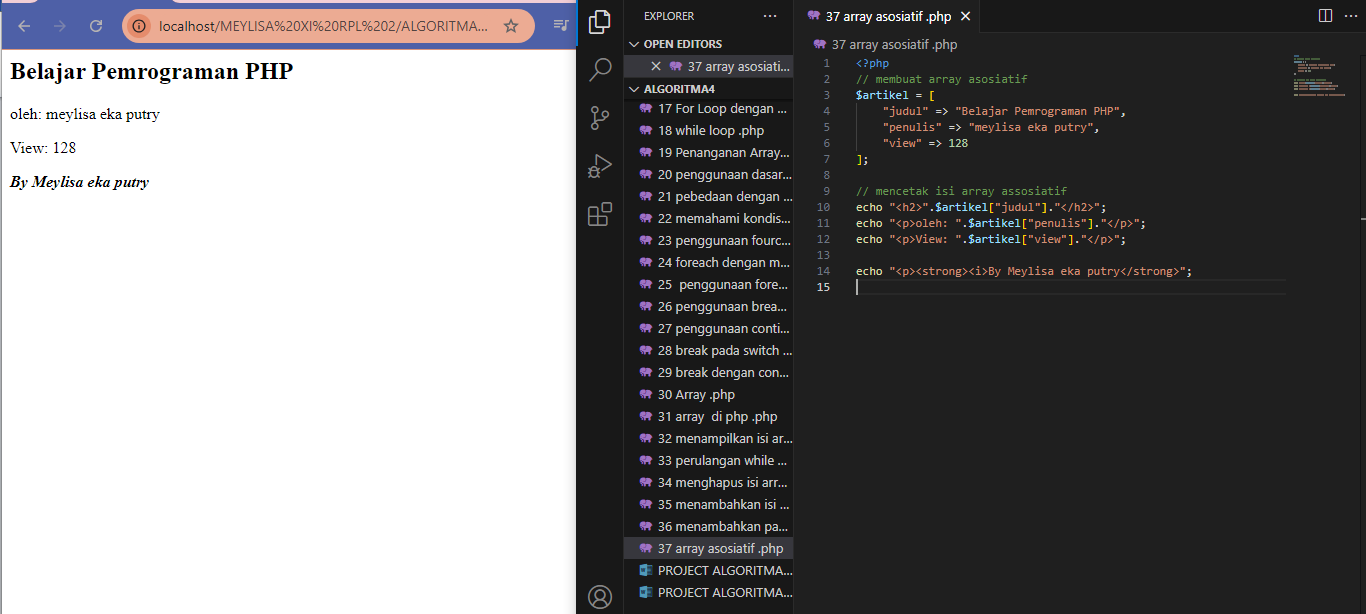 localhost/MEYLISA%20XI%20RPL%202/ALGORITMA...
Belajar Pemrograman PHP
oleh: meylisa eka putry
View: 128
By Meylisa eka putry
EXPLORER
OPEN EDITORS
37 array asosiati...
ALGORITMA4
17 For Loop dengan ...
18 while loop .php
19 Penanganan Array...
20 penggunaan dasar...
21 pebedaan dengan ...
22 memahami kondis...
23 penggunaan fourc...
24 foreach dengan m...
25  penggunaan fore...
26 penggunaan brea...
27 penggunaan conti...
28 break pada switch ...
29 break dengan con...
30 Array .php
31 array  di php .php
32 menampilkan isi ar...
33 perulangan while ...
34 menghapus isi arr...
35 menambahkan isi ...
36 menambahkan pa...
37 array asosiatif .php
PROJECT ALGORITMA...
PROJECT ALGORITMA...
37 array asosiatif .php
37 array asosiatif .php
1 <?php
2 // membuat array asosiatif
3 $artikel = [
4     "judul" => "Belajar Pemrograman PHP",
5     "penulis" => "meylisa eka putry",
6     "view" => 128
7 ];
8
9 // mencetak isi array assosiatif
10 echo "<h2>".$artikel["judul"]."</h2>";
11 echo "<p>oleh: ".$artikel["penulis"]."</p>";
12 echo "<p>View: ".$artikel["view"]."</p>";
13
14 echo "<p><strong><i>By Meylisa eka putry</strong>";
15